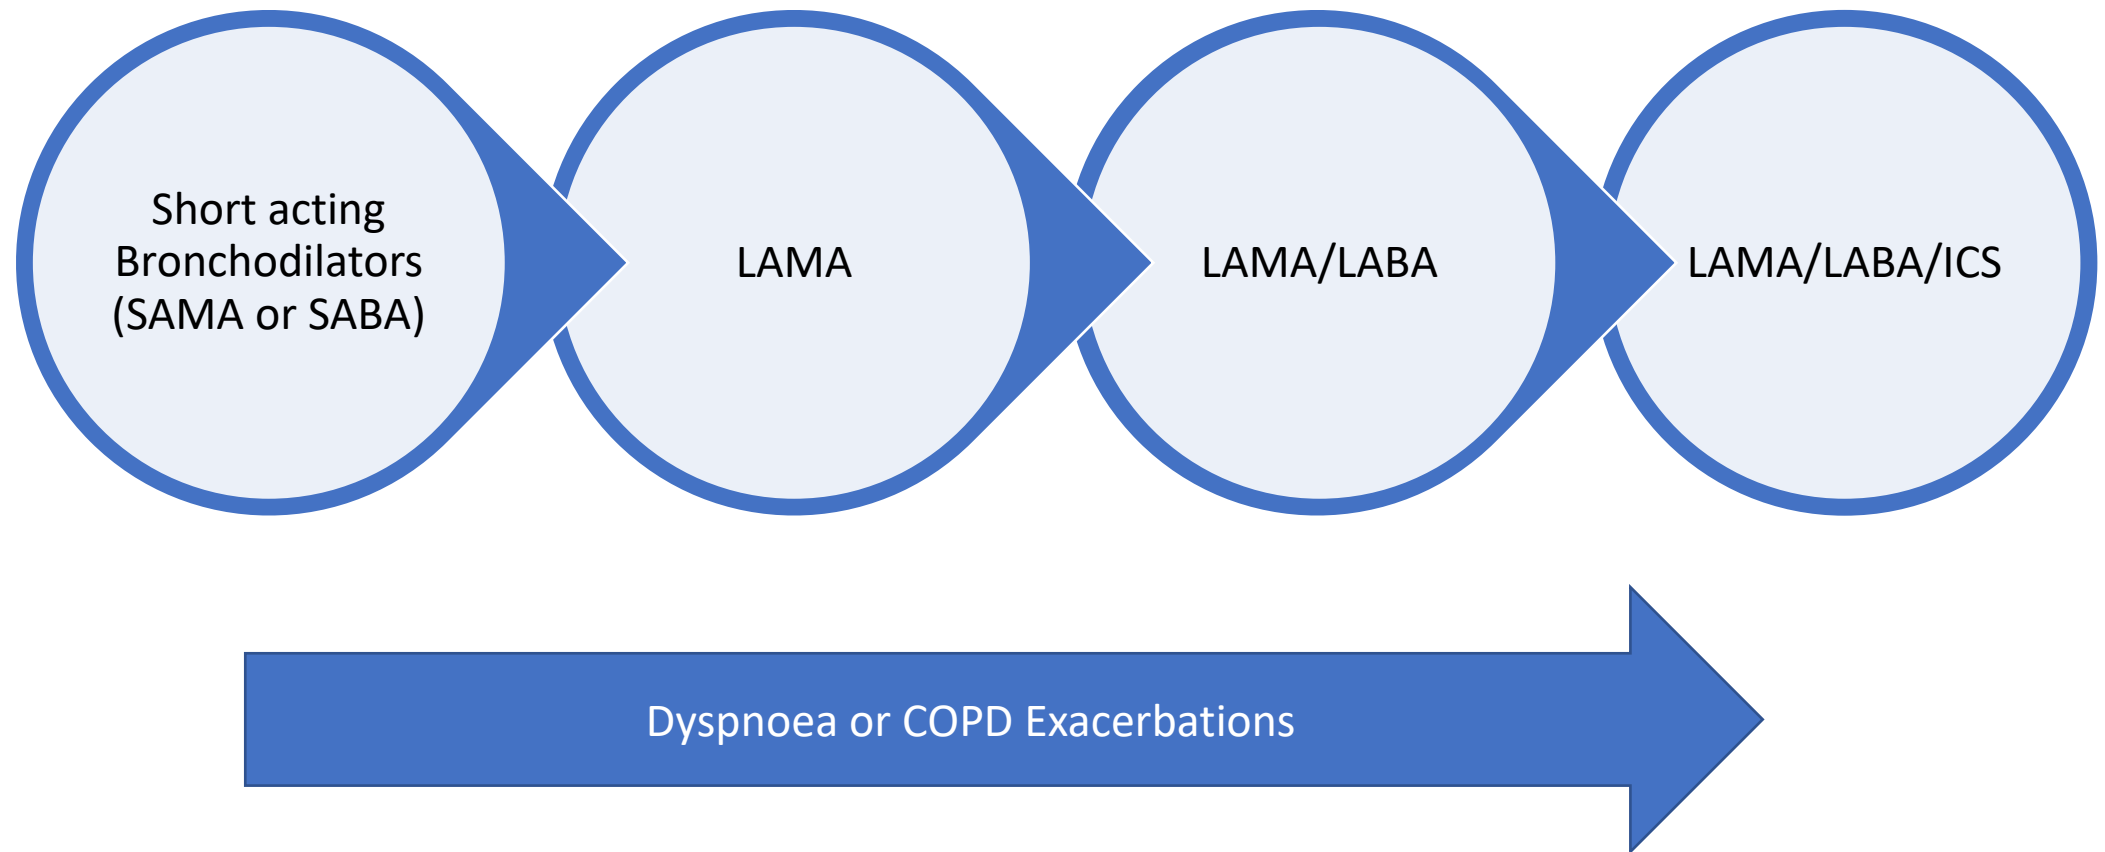 Short acting
Bronchodilators
(SAMA or SABA)
LAMA
LAMA/LABA
LAMA/LABA/ICS
Dyspnoea or COPD Exacerbations